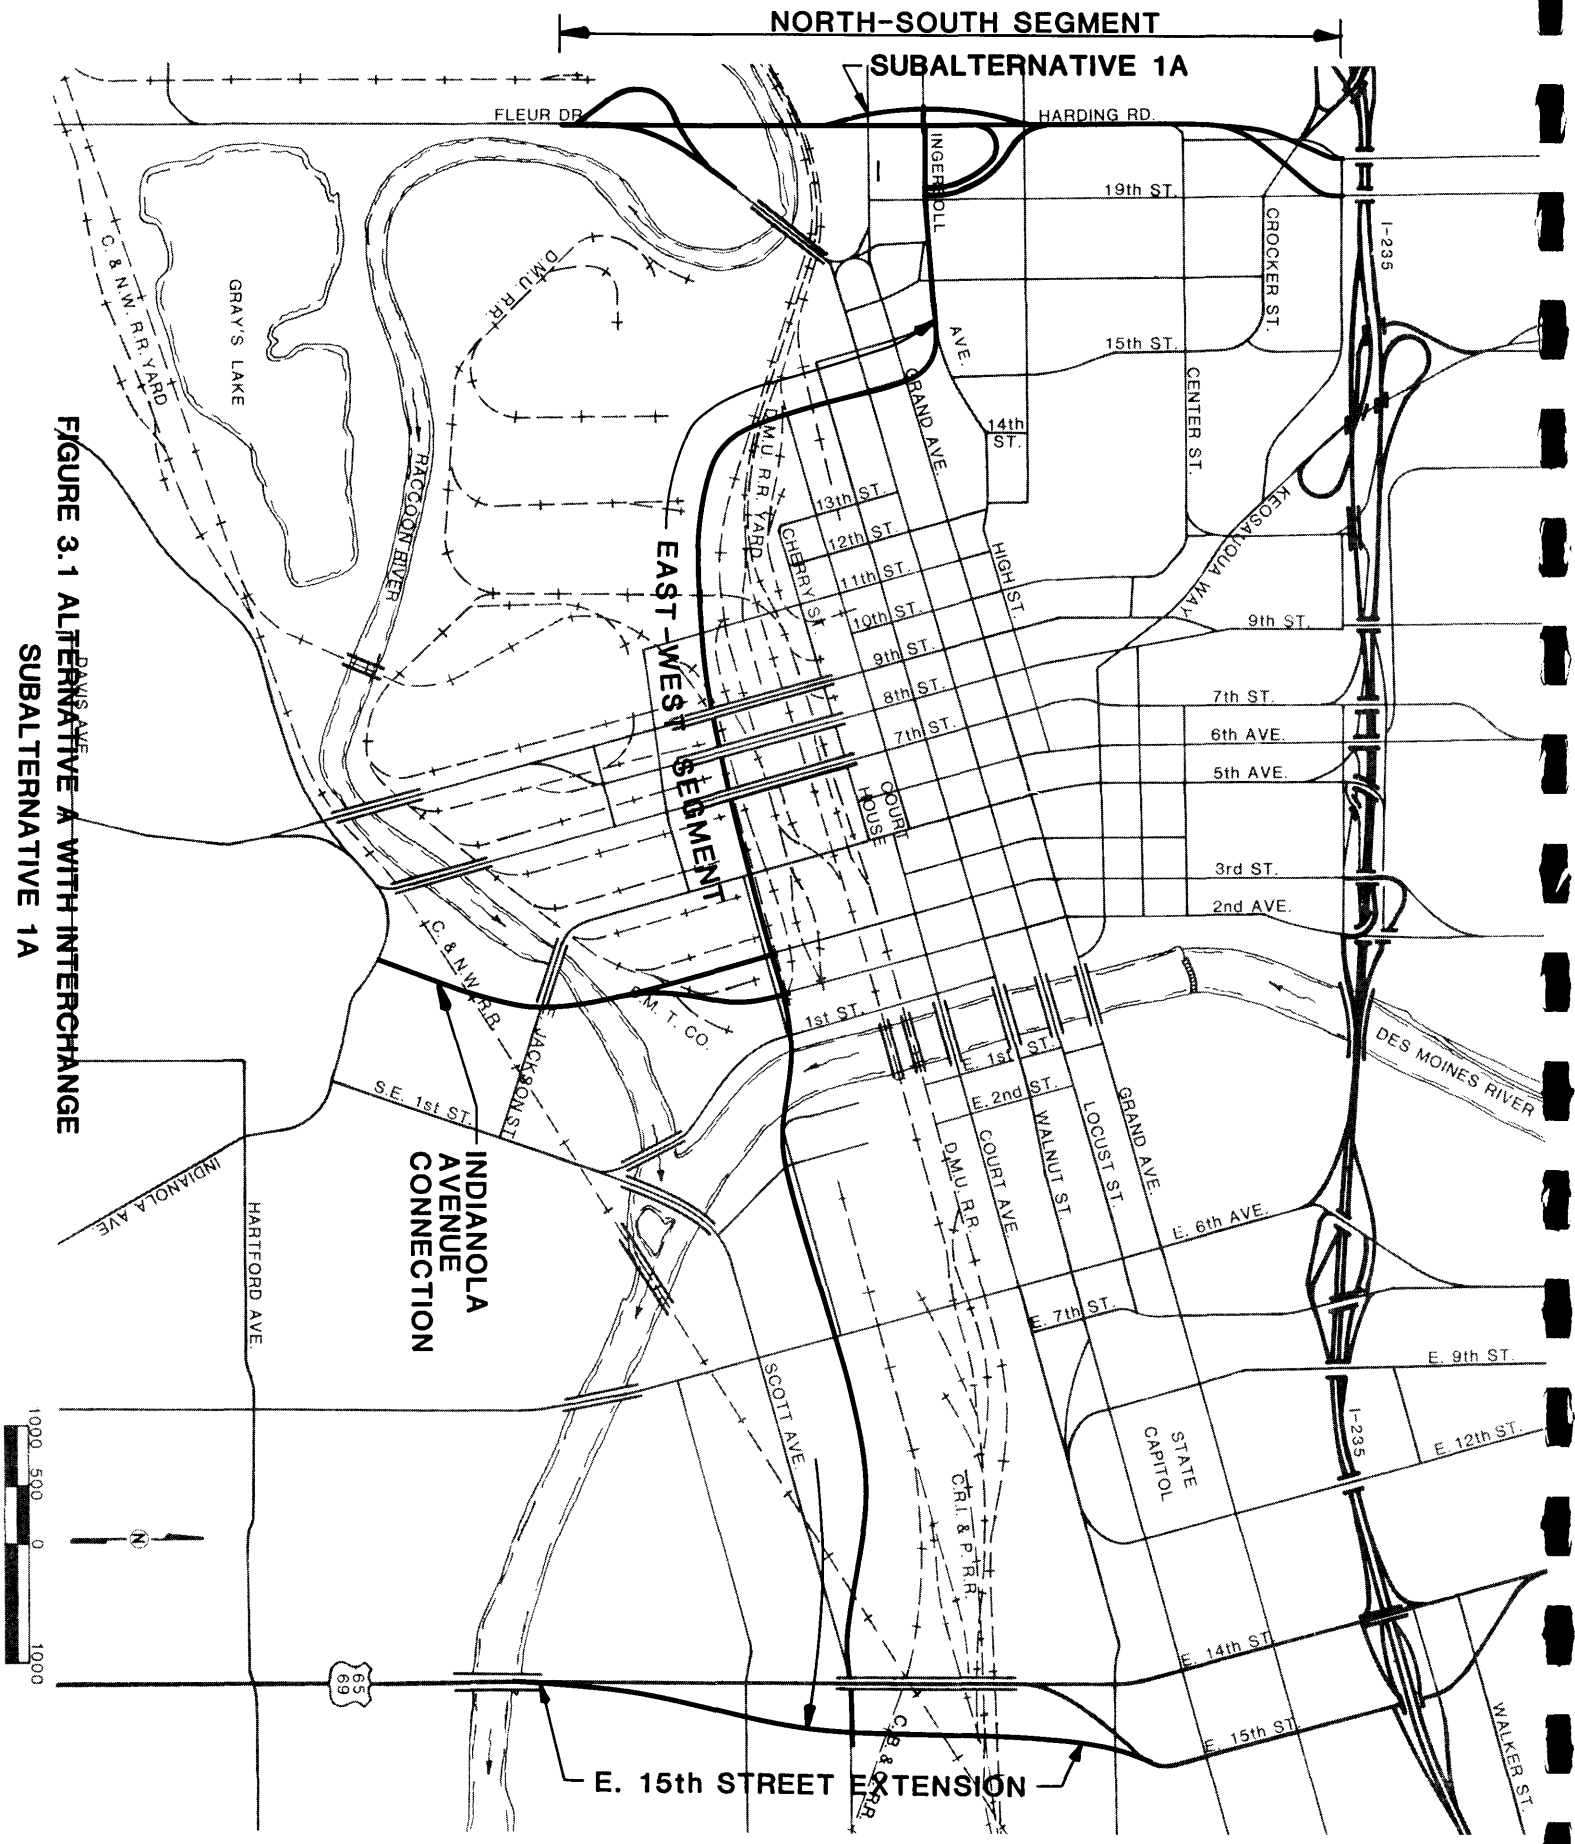 NORTH-SOUTH SEGMENT
SUBALTERNATIVE 1A
FLEUR DR.
HARDING RD.
INGERSOLL
AVE.
19th ST.
CROCKER ST.
I-235
C. & N.W. R.R. YARD
GRAY'S LAKE
D.M.U. R.R.
15th ST.
CENTER ST.
GRAND AVE.
14th
ST.
RACCOON RIVER
D.M.U. R.R. YARD
13th ST.
12th ST.
CHERRY ST.
11th ST.
10th ST.
HIGH ST.
KEOSAUQUA WAY
9th ST.
9th ST.
8th ST.
7th ST.
7th ST.
6th AVE.
5th AVE.
COURT
HOUSE
3rd ST.
2nd AVE.
EAST-WEST SEGMENT
DAVIS AVE.
C. & N.W. R.R.
D.M. T. CO.
1st ST.
E. 1st ST.
E. 2nd ST.
JACKSON ST.
S.E. 1st ST.
DES MOINES RIVER
GRAND AVE.
LOCUST ST.
WALNUT ST.
COURT AVE.
D.M.U. R.R.
INDIANOLA
AVENUE
CONNECTION
INDIANOLA AVE.
HARTFORD AVE.
E. 6th AVE.
E. 7th ST.
E. 9th ST.
SCOTT AVE.
STATE
CAPITOL
I-235
E. 12th ST.
C.R.I. & P. R.R.
E. 14th ST.
E. 15th ST.
WALKER ST.
65
69
E. 15th STREET EXTENSION
1000 500 0 1000
N
FIGURE 3.1 ALTERNATIVE A WITH INTERCHANGE
SUBALTERNATIVE 1A